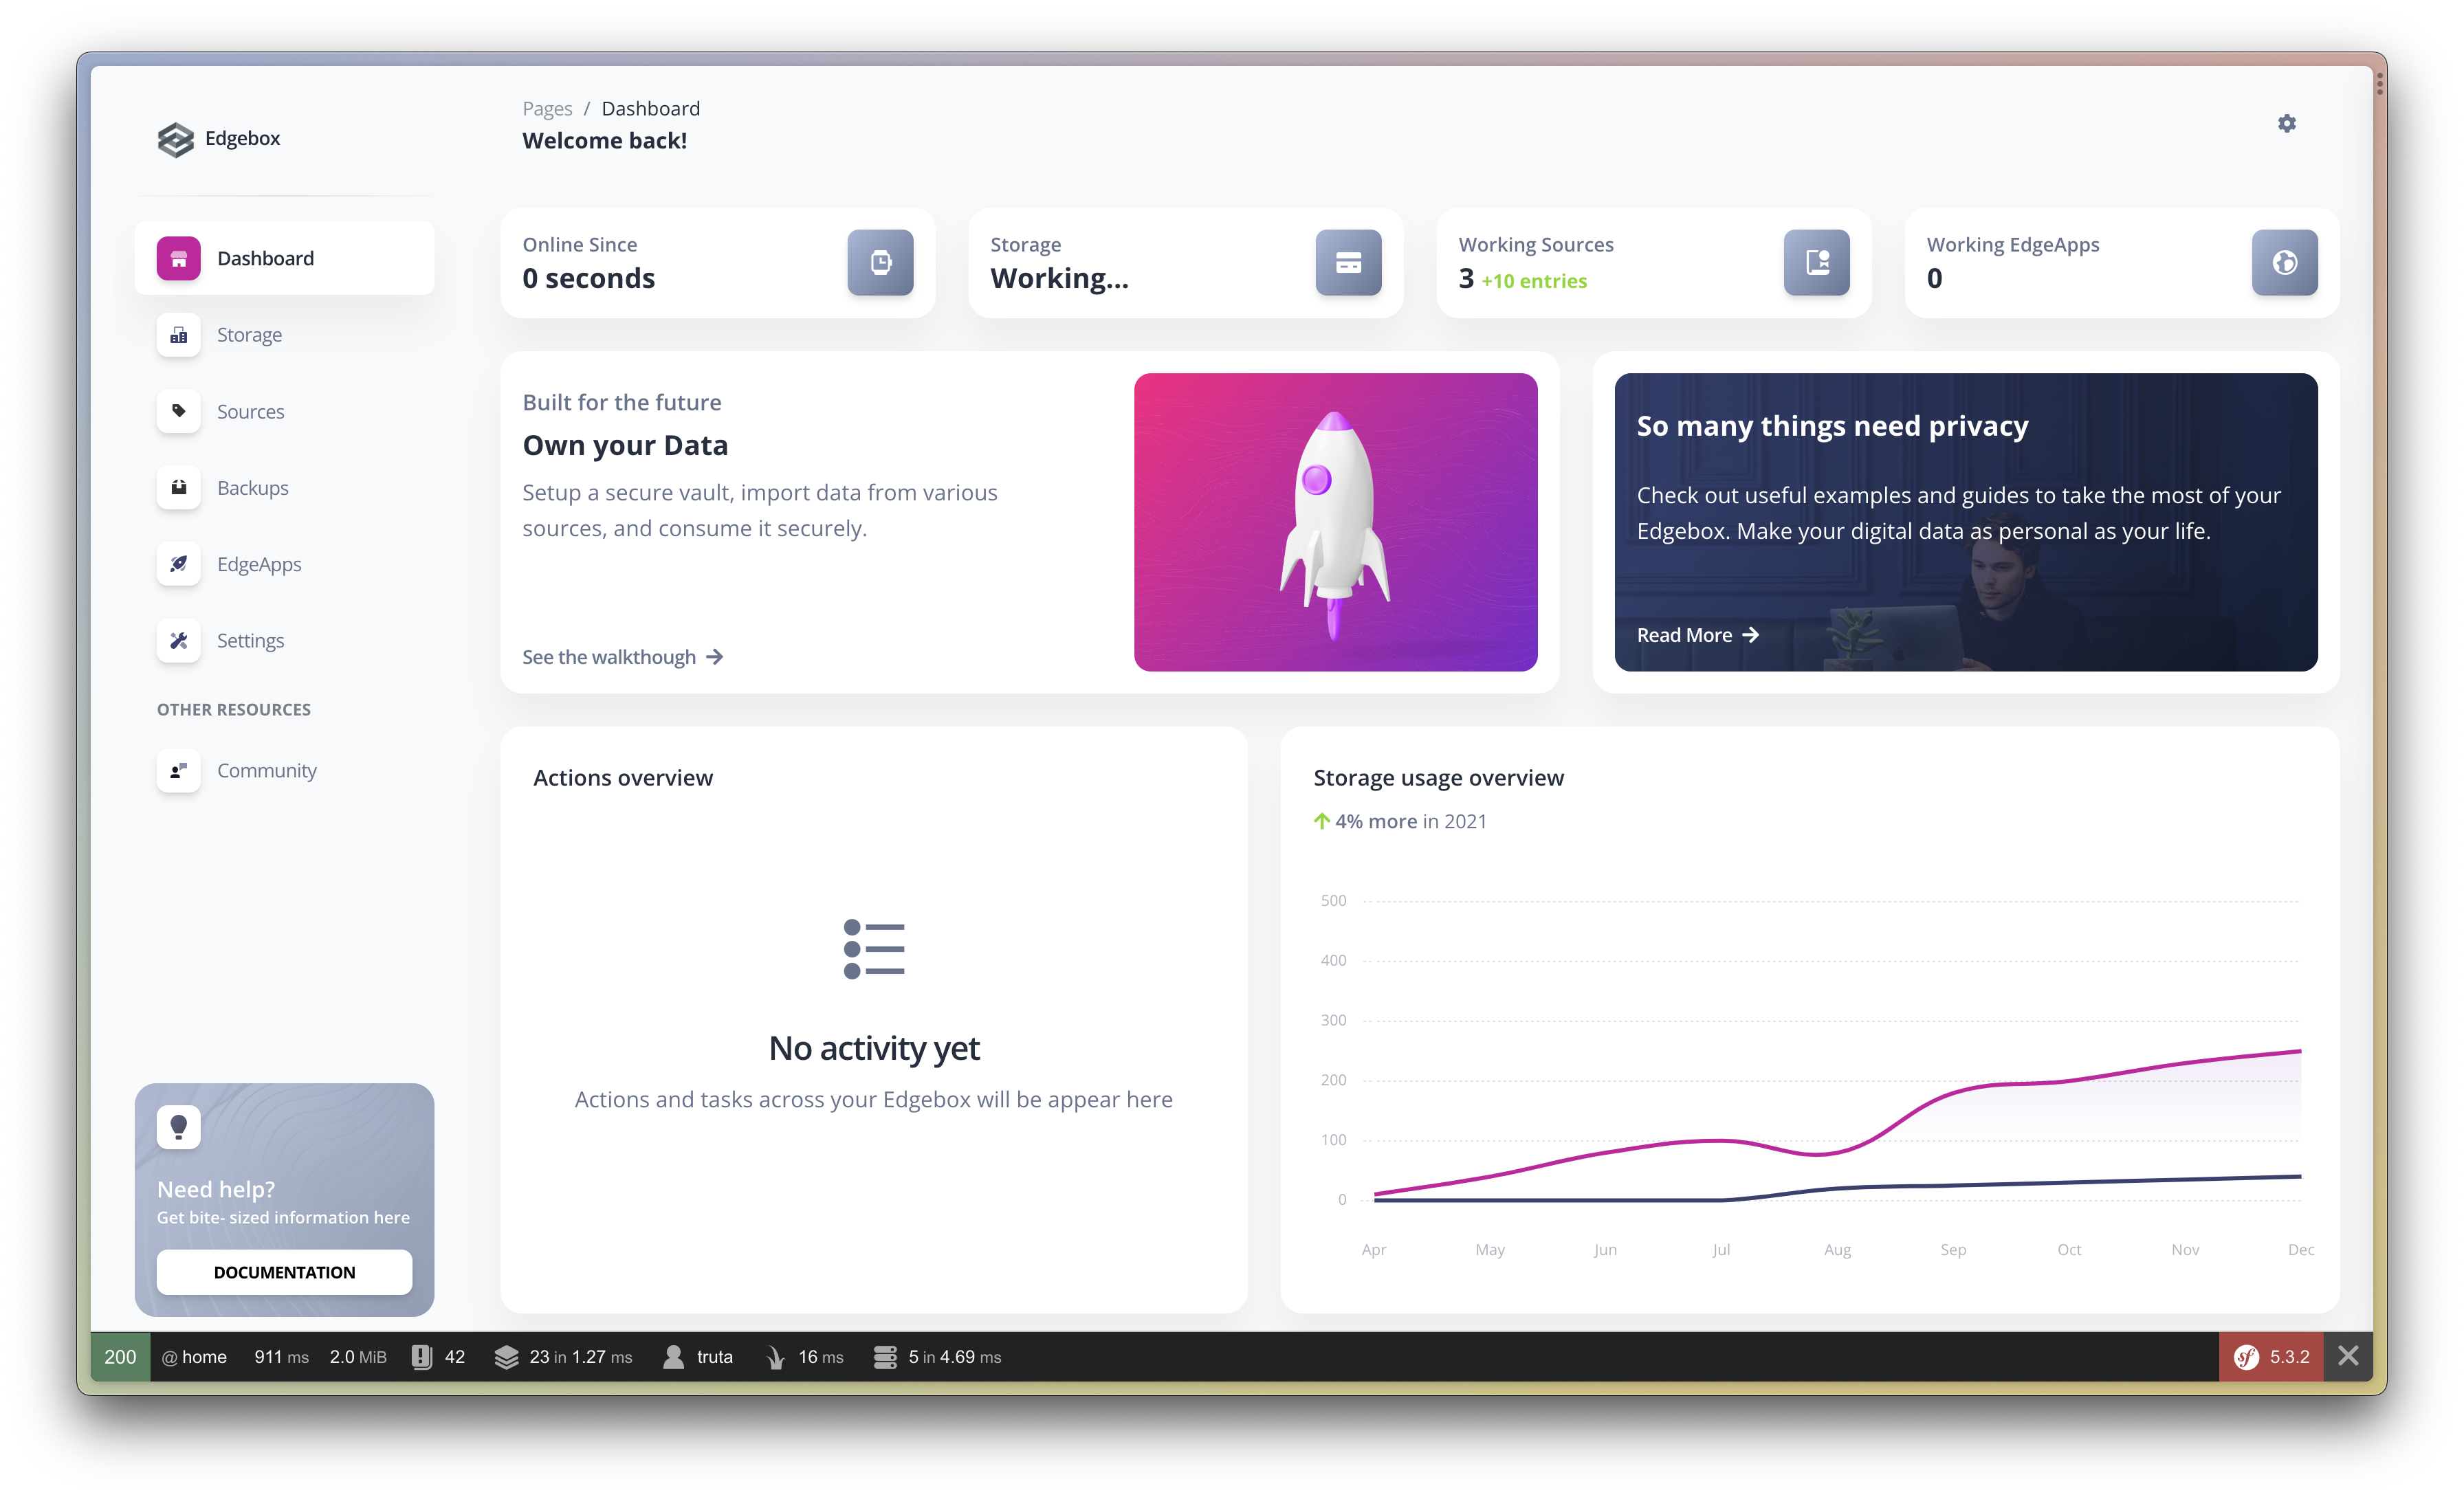 Edgebox
Pages / Dashboard
Welcome back!
Dashboard
Storage
Sources
Backups
EdgeApps
Settings
OTHER RESOURCES
Community
Need help?
Get bite- sized information here
DOCUMENTATION
Online Since
0 seconds
Storage
Working...
Working Sources
3 +10 entries
Working EdgeApps
0
Built for the future
Own your Data
Setup a secure vault, import data from various
sources, and consume it securely.
See the walkthough
So many things need privacy
Check out useful examples and guides to take the most of your
Edgebox. Make your digital data as personal as your life.
Read More
Actions overview
No activity yet
Actions and tasks across your Edgebox will be appear here
Storage usage overview
4% more in 2021
500
400
300
200
100
0
Apr May Jun Jul Aug Sep Oct Nov Dec
200 @ home 911 ms 2.0 MiB 42 23 in 1.27 ms truta 16 ms 5 in 4.69 ms sf 5.3.2